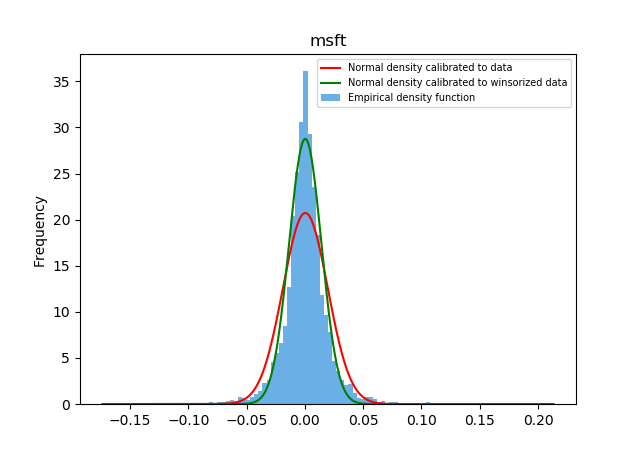 msft
Normal density calibrated to data
Normal density calibrated to winsorized data
Empirical density function
Frequency
35
30
25
20
15
10
5
0
−0.15 −0.10 −0.05 0.00 0.05 0.10 0.15 0.20